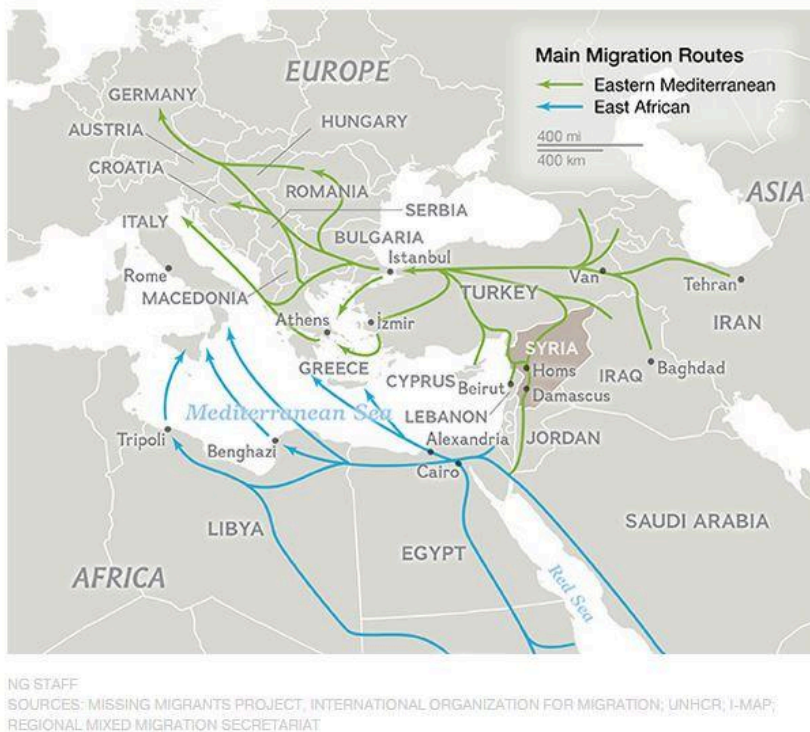 EUROPE
Main Migration Routes
Eastern Mediterranean
East African
400 mi
400 km
GERMANY
AUSTRIA
HUNGARY
CROATIA
ROMANIA
SERBIA
ASIA
ITALY
BULGARIA
Istanbul
Rome
MACEDONIA
TURKEY
Van
Tehran
Athens
İzmir
IRAN
SYRIA
GREECE
CYPRUS
Beirut
Homs
IRAQ
Baghdad
Damascus
Mediterranean Sea
LEBANON
Tripoli
Benghazi
Alexandria
JORDAN
Cairo
LIBYA
EGYPT
SAUDI ARABIA
AFRICA
Red Sea
NG STAFF
SOURCES: MISSING MIGRANTS PROJECT, INTERNATIONAL ORGANIZATION FOR MIGRATION; UNHCR; I-MAP;
REGIONAL MIXED MIGRATION SECRETARIAT